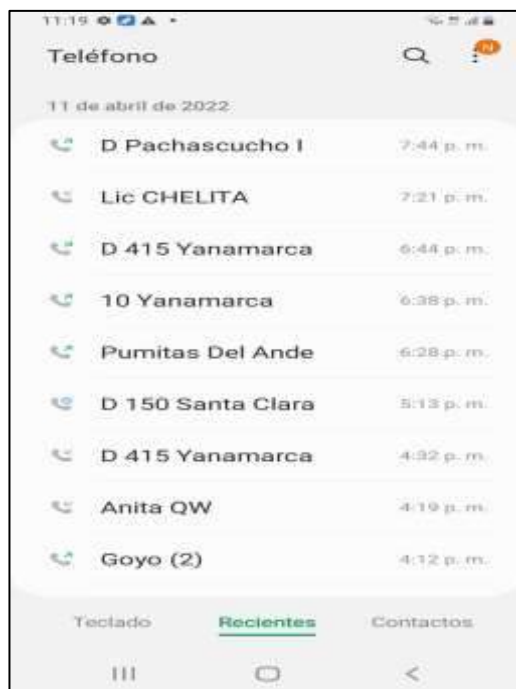 11:19
Teléfono
N
11 de abril de 2022
D Pachascucho I 7:44 p. m.
Lic CHELITA 7:21 p. m.
D 415 Yanamarca 6:44 p. m.
10 Yanamarca 6:38 p. m.
Pumitas Del Ande 6:28 p. m.
D 150 Santa Clara 5:13 p. m.
D 415 Yanamarca 4:32 p. m.
Anita QW 4:19 p. m.
Goyo (2) 4:12 p. m.
Teclado Recientes Contactos